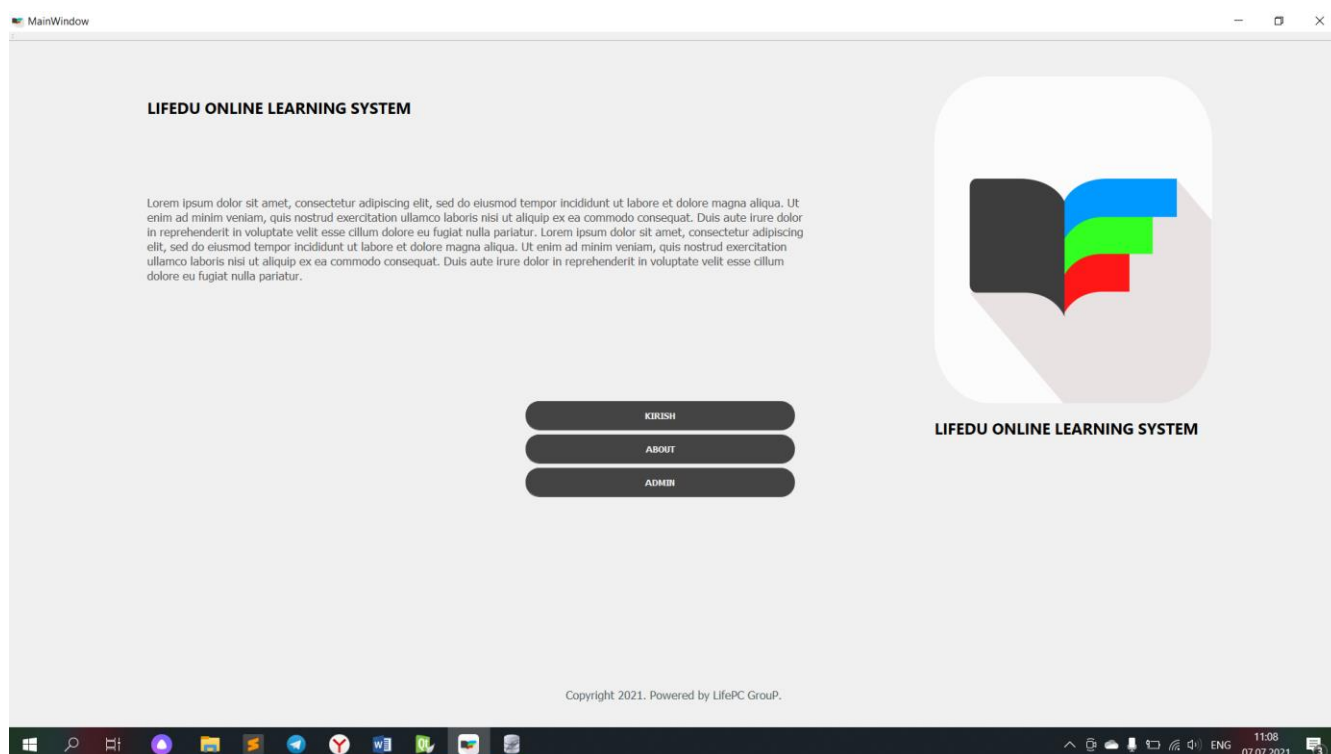 MainWindow
LIFEDU ONLINE LEARNING SYSTEM
Lorem ipsum dolor sit amet, consectetur adipiscing elit, sed do eiusmod tempor incididunt ut labore et dolore magna aliqua. Ut
enim ad minim veniam, quis nostrud exercitation ullamco laboris nisi ut aliquip ex ea commodo consequat. Duis aute irure dolor
in reprehenderit in voluptate velit esse cillum dolore eu fugiat nulla pariatur. Lorem ipsum dolor sit amet, consectetur adipiscing
elit, sed do eiusmod tempor incididunt ut labore et dolore magna aliqua. Ut enim ad minim veniam, quis nostrud exercitation
ullamco laboris nisi ut aliquip ex ea commodo consequat. Duis aute irure dolor in reprehenderit in voluptate velit esse cillum
dolore eu fugiat nulla pariatur.
KIRISH
ABOUT
ADMIN
LIFEDU ONLINE LEARNING SYSTEM
Copyright 2021. Powered by LifePC GrouP.
ENG
11:08
07.07.2021